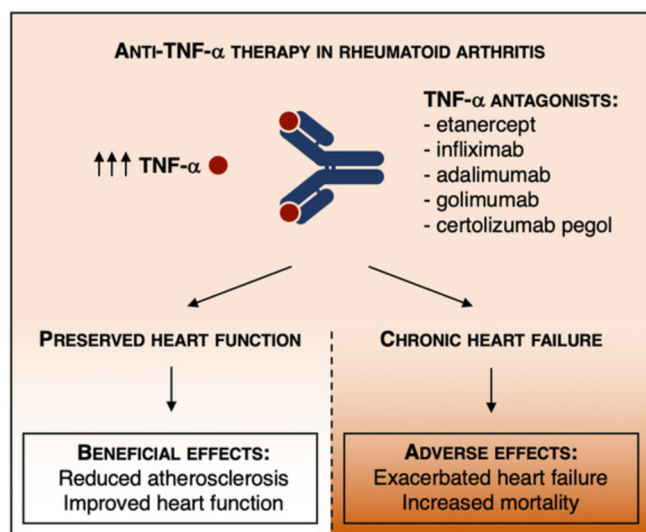 ANTI-TNF-α THERAPY IN RHEUMATOID ARTHRITIS
↑↑↑ TNF-α
TNF-α ANTAGONISTS:
- etanercept
- infliximab
- adalimumab
- golimumab
- certolizumab pegol
PRESERVED HEART FUNCTION
CHRONIC HEART FAILURE
BENEFICIAL EFFECTS:
Reduced atherosclerosis
Improved heart function
ADVERSE EFFECTS:
Exacerbated heart failure
Increased mortality